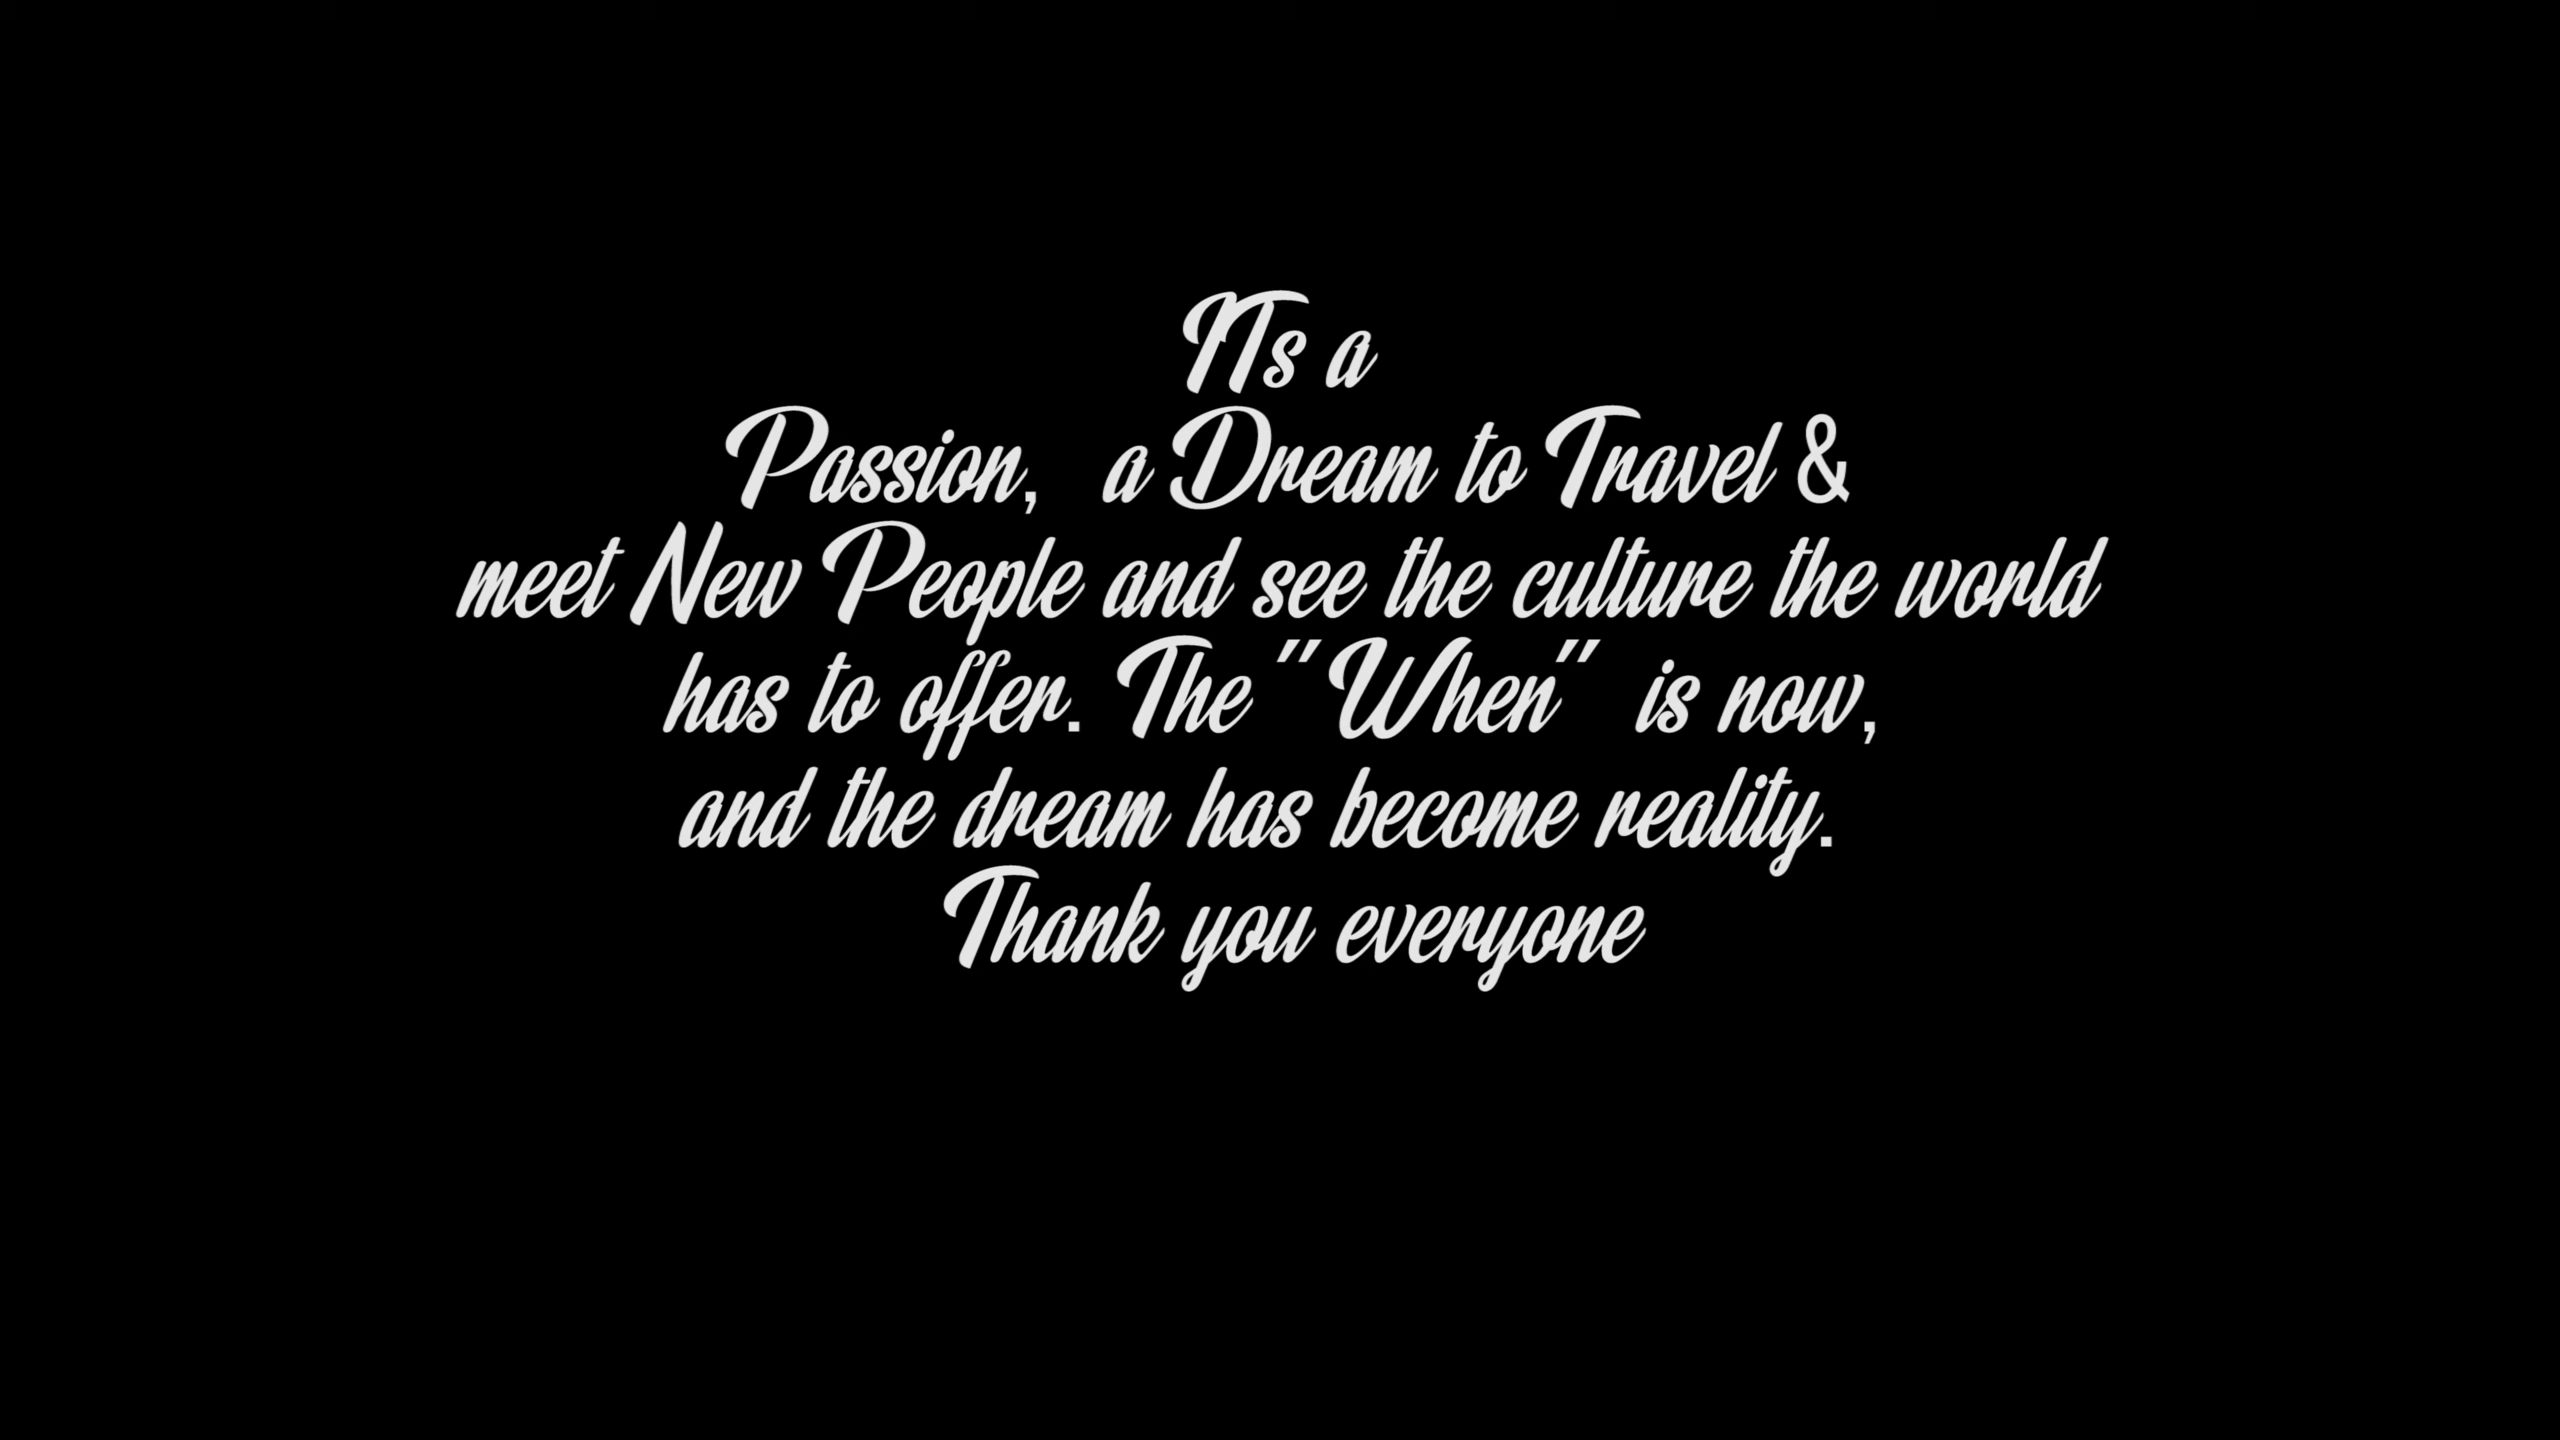 ITs a
Passion,  a Dream to Travel &
meet New People and see the culture the world
has to offer. The "When" is now,
and the dream has become reality.
Thank you everyone